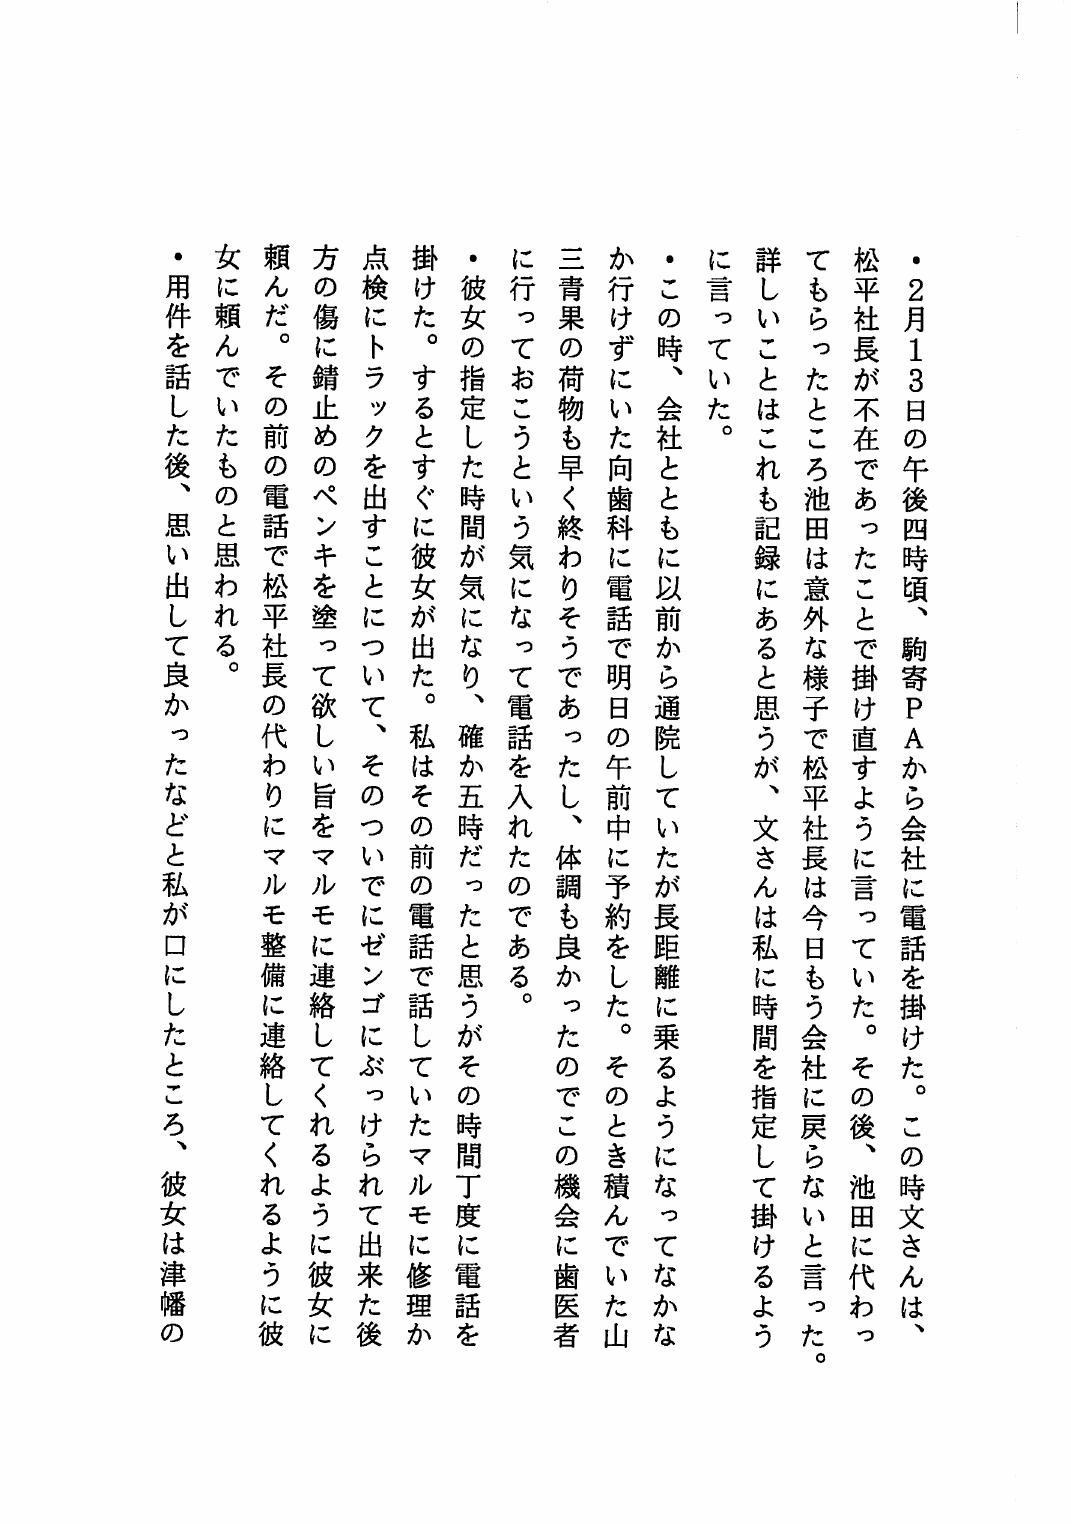 ・２月１３日の午後四時頃、駒寄ＰＡから会社に電話を掛けた。この時文さんは、
松平社長が不在であったことで掛け直すように言っていた。その後、池田に代わっ
てもらったところ池田は意外な様子で松平社長は今日もう会社に戻らないと言った。
詳しいことはこれも記録にあると思うが、文さんは私に時間を指定して掛けるよう
に言っていた。
・この時、会社とともに以前から通院していたが長距離に乗るようになってなかな
か行けずにいた向歯科に電話で明日の午前中に予約をした。そのとき積んでいた山
三青果の荷物も早く終わりそうであったし、体調も良かったのでこの機会に歯医者
に行っておこうという気になって電話を入れたのである。
・彼女の指定した時間が気になり、確か五時だったと思うがその時間丁度に電話を
掛けた。するとすぐに彼女が出た。私はその前の電話で話していたマルモに修理か
点検にトラックを出すことについて、そのついでにゼンゴにぶっけられて出来た後
方の傷に錆止めのペンキを塗って欲しい旨をマルモに連絡してくれるように彼女に
頼んだ。その前の電話で松平社長の代わりにマルモ整備に連絡してくれるように彼
女に頼んでいたものと思われる。
・用件を話した後、思い出して良かったなどと私が口にしたところ、彼女は津幡の